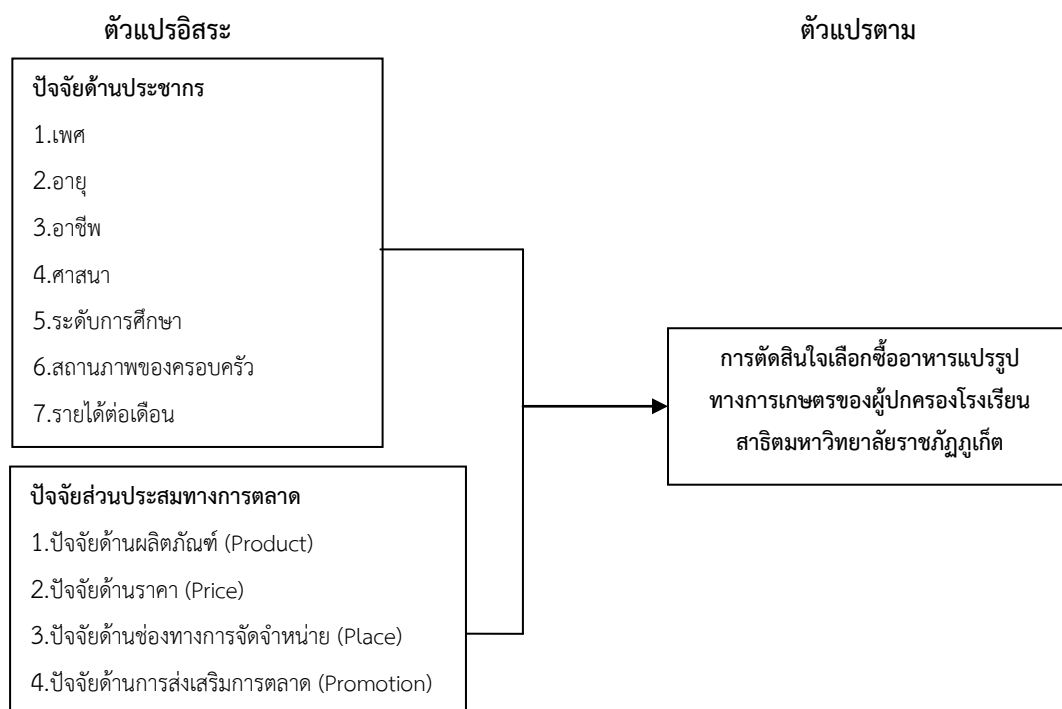 ตัวแปรอิสระ
ตัวแปรตาม
ปัจจัยด้านประชากร
1.เพศ
2.อายุ
3.อาชีพ
4.ศาสนา
5.ระดับการศึกษา
6.สถานภาพของครอบครัว
7.รายได้ต่อเดือน
ปัจจัยส่วนประสมทางการตลาด
1.ปัจจัยด้านผลิตภัณฑ์ (Product)
2.ปัจจัยด้านราคา (Price)
3.ปัจจัยด้านช่องทางการจัดจำหน่าย (Place)
4.ปัจจัยด้านการส่งเสริมการตลาด (Promotion)
การตัดสินใจเลือกซื้ออาหารแปรรูป
ทางการเกษตรของผู้ปกครองโรงเรียน
สาธิตมหาวิทยาลัยราชภัฏภูเก็ต